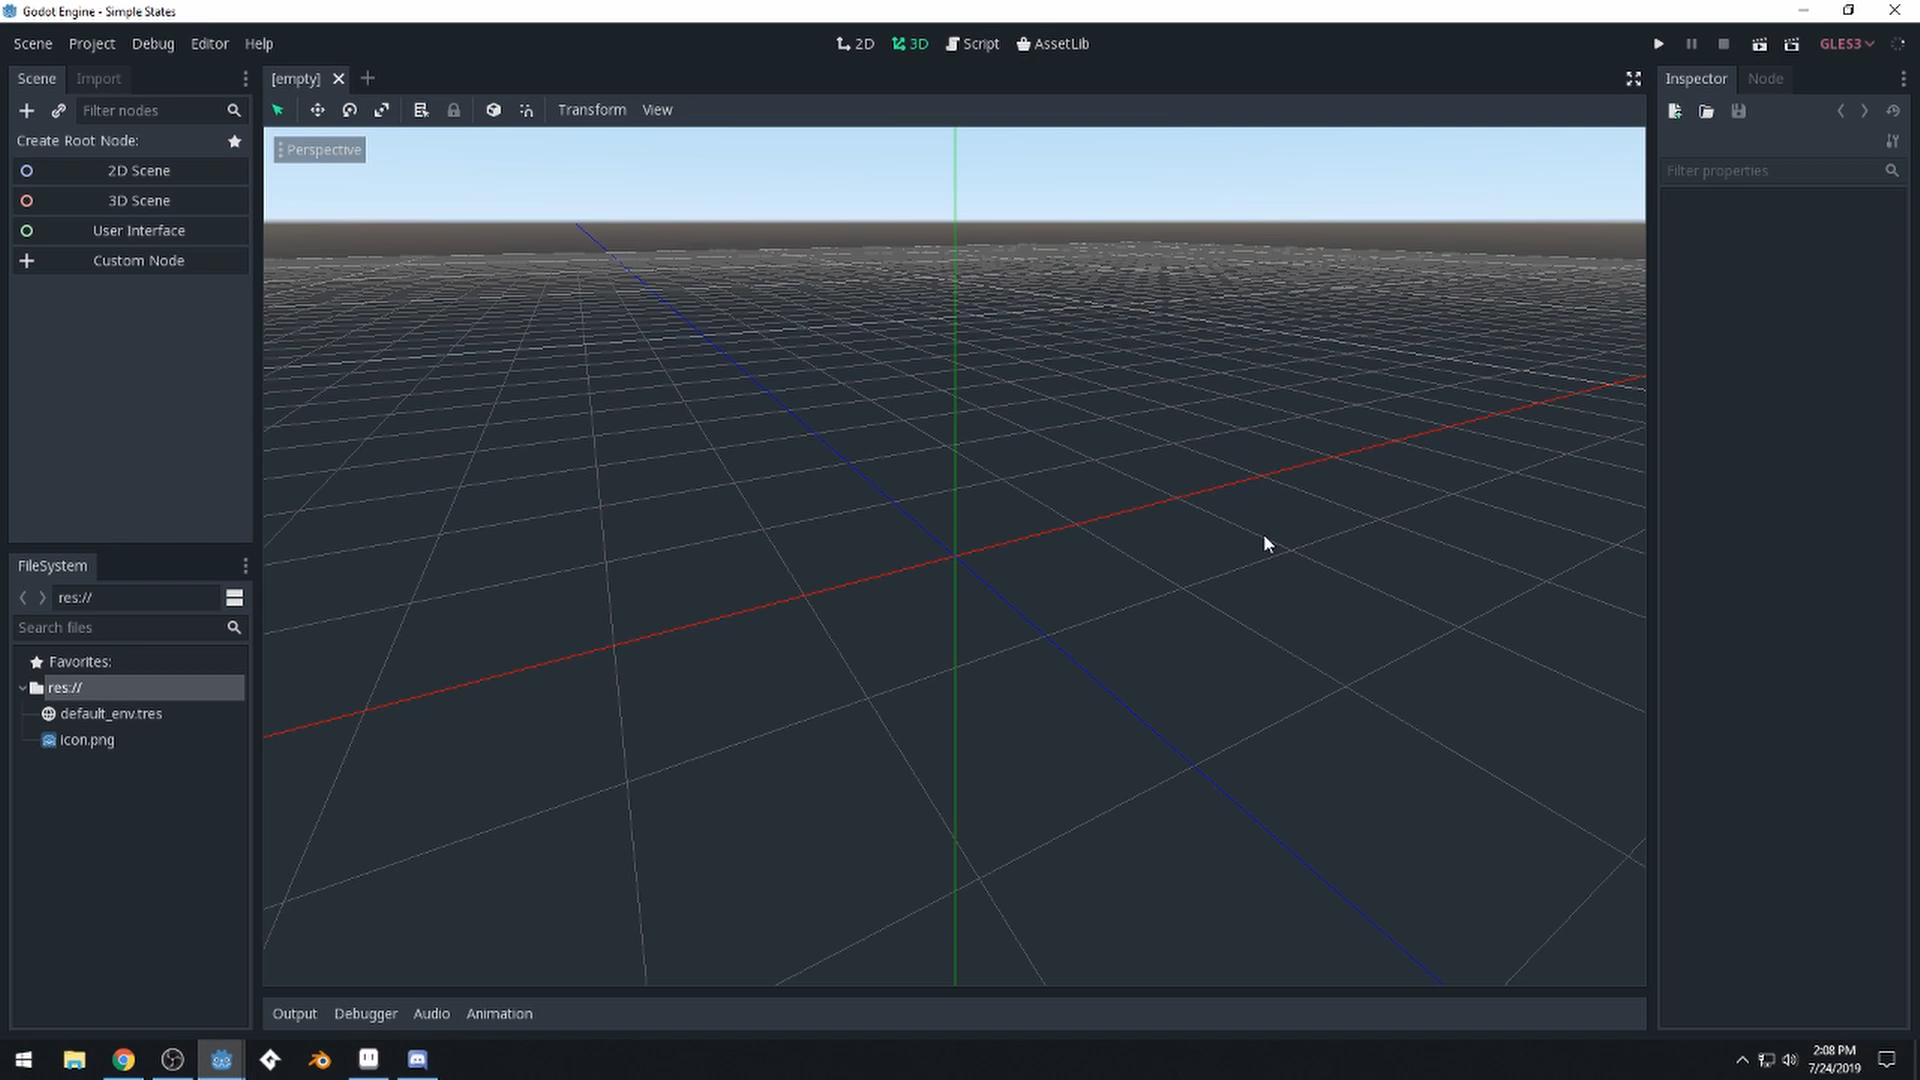 Godot Engine - Simple States
Scene Project Debug Editor Help
2D 3D Script AssetLib
GLES3
Scene Import
[empty]
Inspector Node
Filter nodes
Transform View
Create Root Node:
Perspective
2D Scene
Filter properties
3D Scene
User Interface
Custom Node
FileSystem
res://
Search files
Favorites:
res://
default_env.tres
icon.png
Output Debugger Audio Animation
2:08 PM
7/24/2019